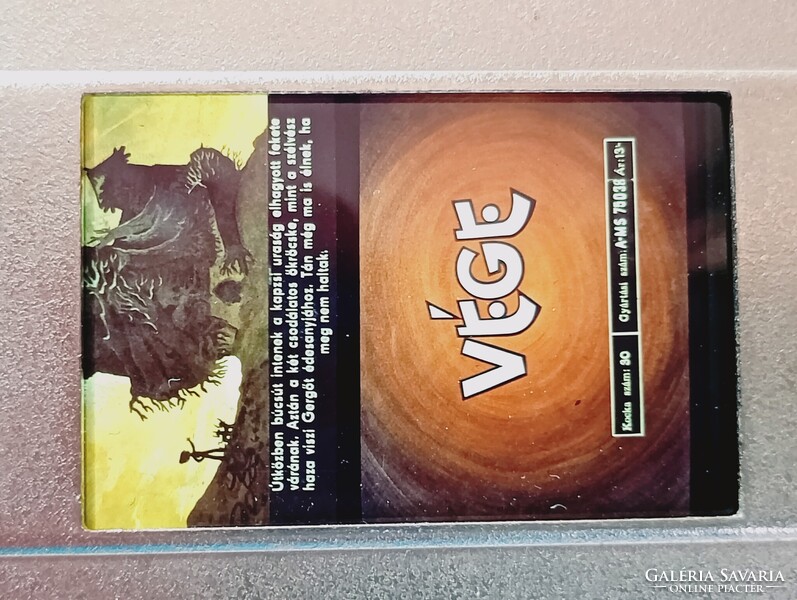 Útközben búcsút intenek a kapzsi uraság elhagyott fekete
várának. Aztán a két csodálatos ökröcske, mint a szélvész
haza viszi Gergőt édesanyjához. Tán még ma is élnek, ha
meg nem haltak.
VÉGE
Kocka szám: 30 Gyártási szám: A-MS 75038 Ár: 13
GALÉRIA SAVARIA
ONLINE PIACTÉR